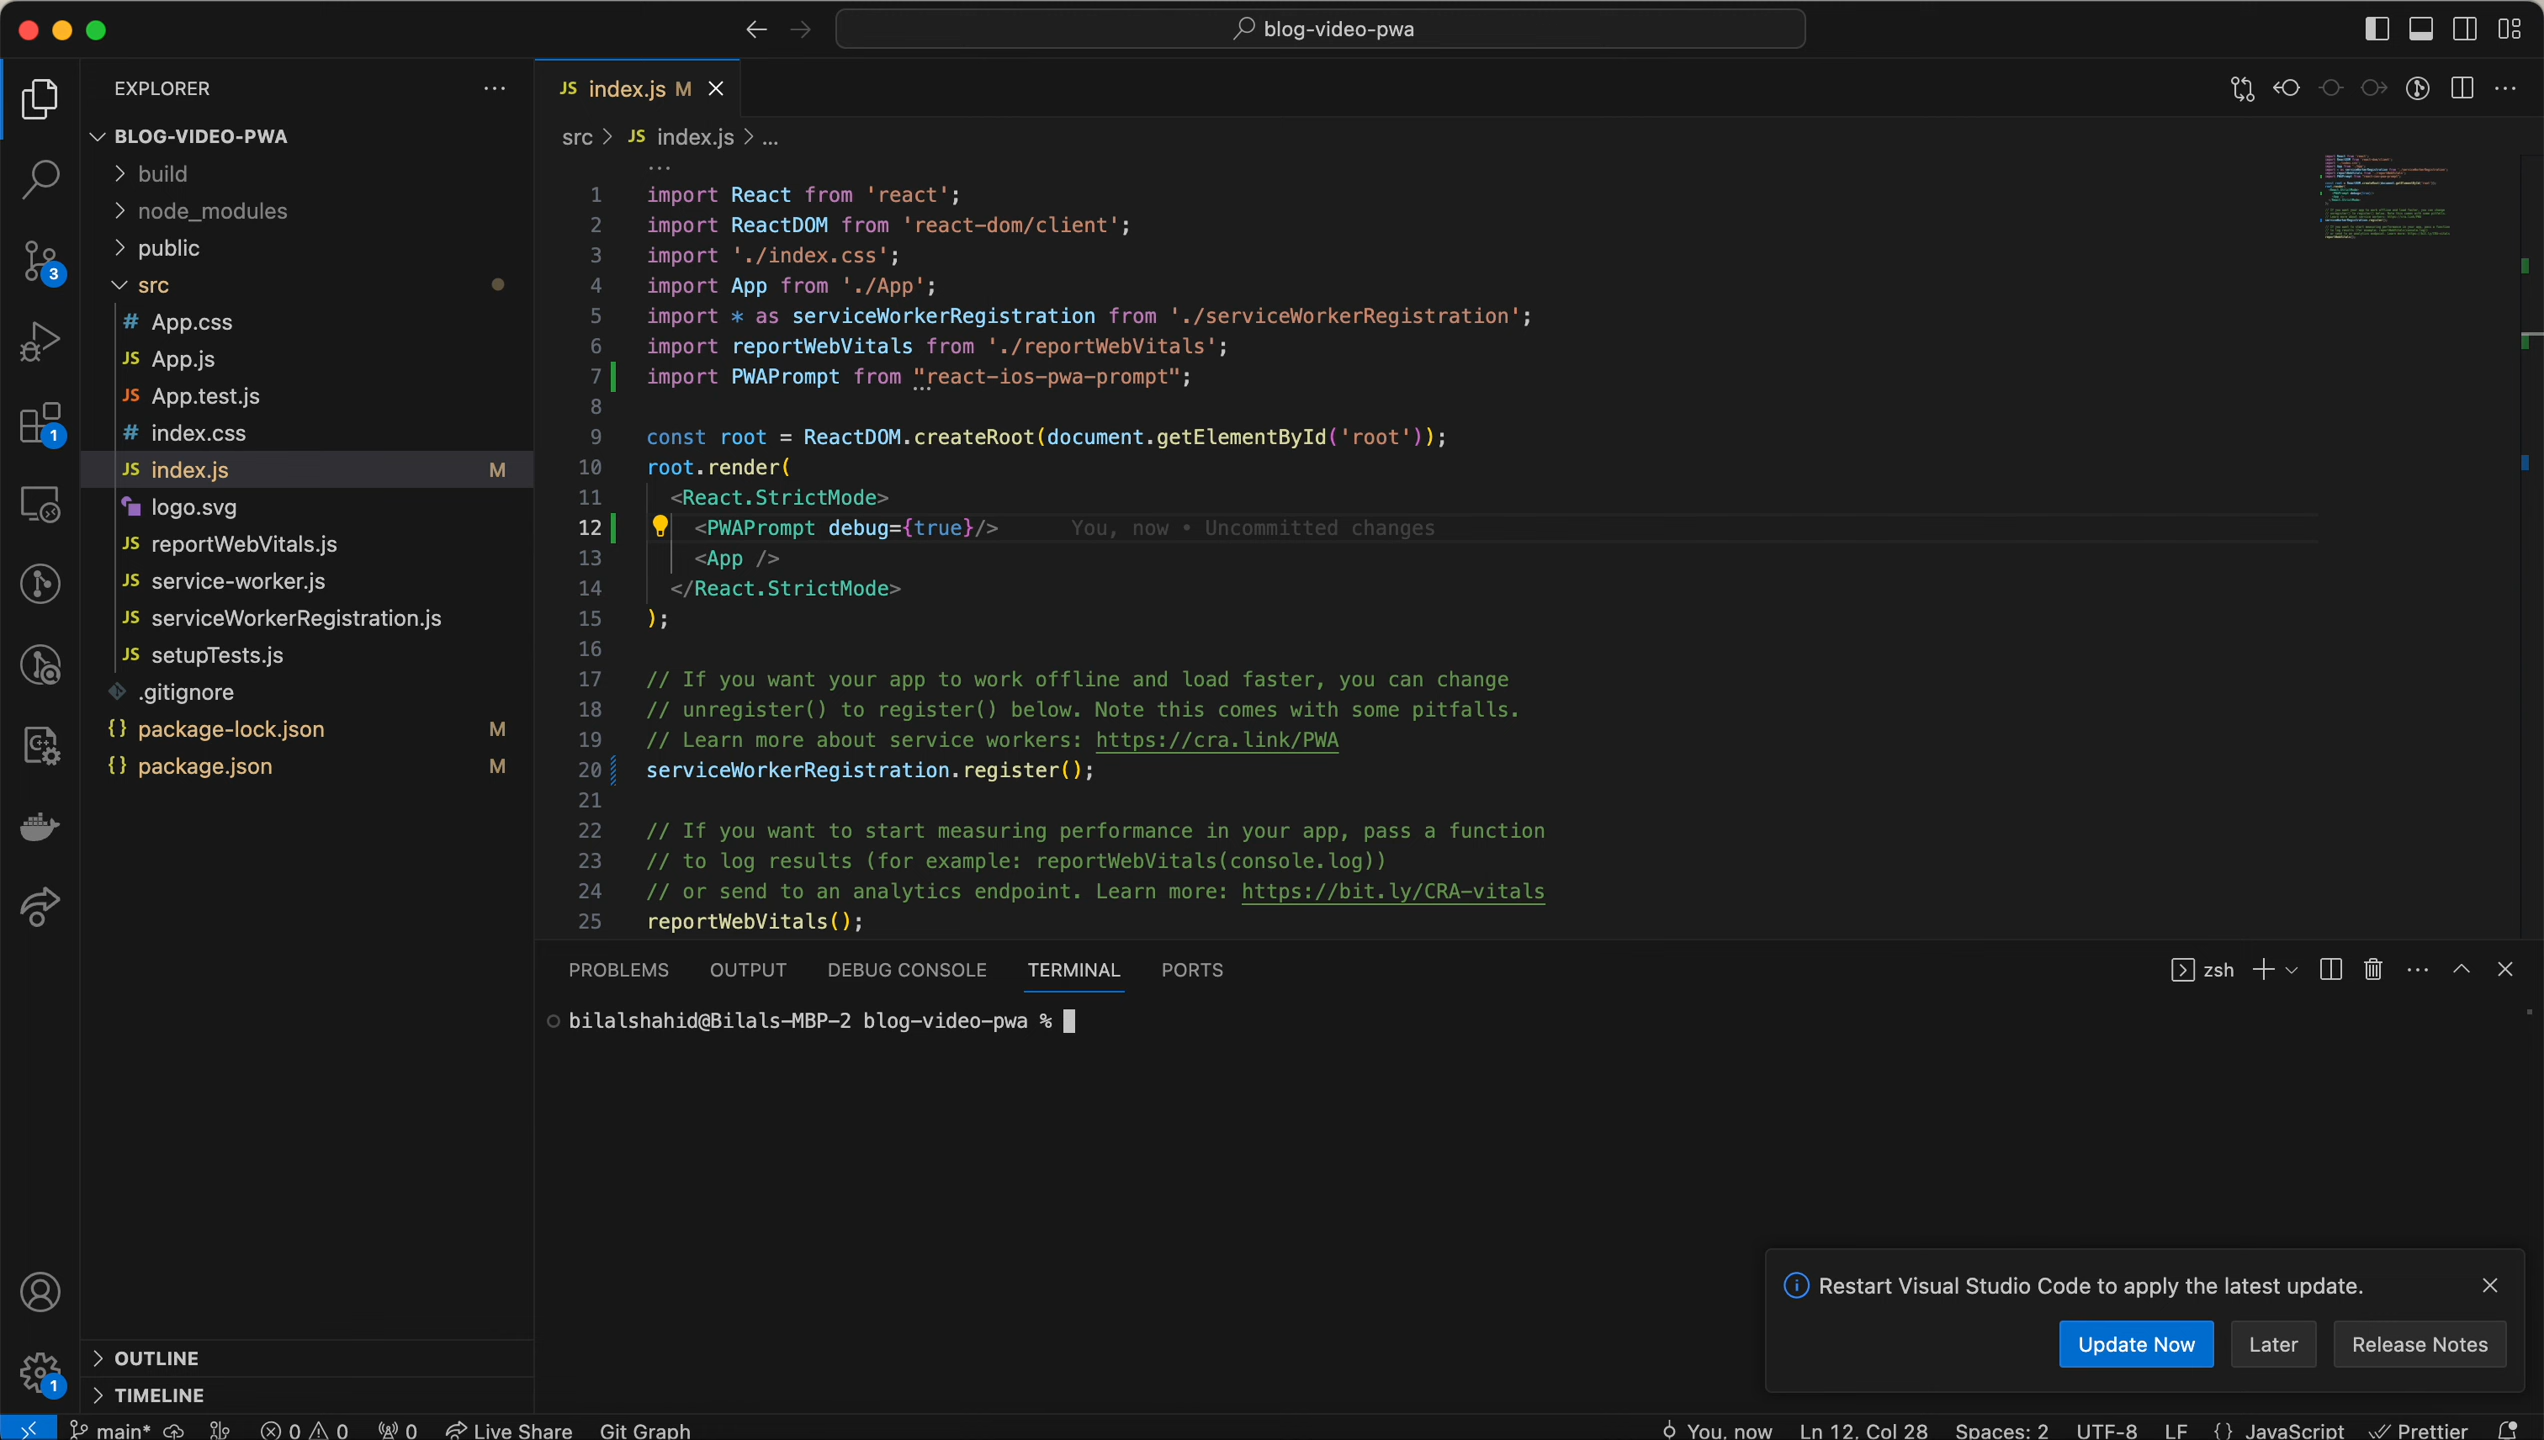 blog-video-pwa
EXPLORER
BLOG-VIDEO-PWA
build
node_modules
public
src
# App.css
JS App.js
JS App.test.js
# index.css
JS index.js M
logo.svg
JS reportWebVitals.js
JS service-worker.js
JS serviceWorkerRegistration.js
JS setupTests.js
.gitignore
{} package-lock.json M
{} package.json M
OUTLINE
TIMELINE
3
1
1
JS index.js M
src > JS index.js > ...
1 import React from 'react';
2 import ReactDOM from 'react-dom/client';
3 import './index.css';
4 import App from './App';
5 import * as serviceWorkerRegistration from './serviceWorkerRegistration';
6 import reportWebVitals from './reportWebVitals';
7 import PWAPrompt from "react-ios-pwa-prompt";
8
9 const root = ReactDOM.createRoot(document.getElementById('root'));
10 root.render(
11 <React.StrictMode>
12 <PWAPrompt debug={true}/> You, now • Uncommitted changes
13 <App />
14 </React.StrictMode>
15 );
16
17 // If you want your app to work offline and load faster, you can change
18 // unregister() to register() below. Note this comes with some pitfalls.
19 // Learn more about service workers: https://cra.link/PWA
20 serviceWorkerRegistration.register();
21
22 // If you want to start measuring performance in your app, pass a function
23 // to log results (for example: reportWebVitals(console.log))
24 // or send to an analytics endpoint. Learn more: https://bit.ly/CRA-vitals
25 reportWebVitals();
PROBLEMS OUTPUT DEBUG CONSOLE TERMINAL PORTS zsh
bilalshahid@Bilals-MBP-2 blog-video-pwa %
Restart Visual Studio Code to apply the latest update.
Update Now Later Release Notes
main* 0 0 0 Live Share Git Graph You, now Ln 12, Col 28 Spaces: 2 UTF-8 LF {} JavaScript Prettier